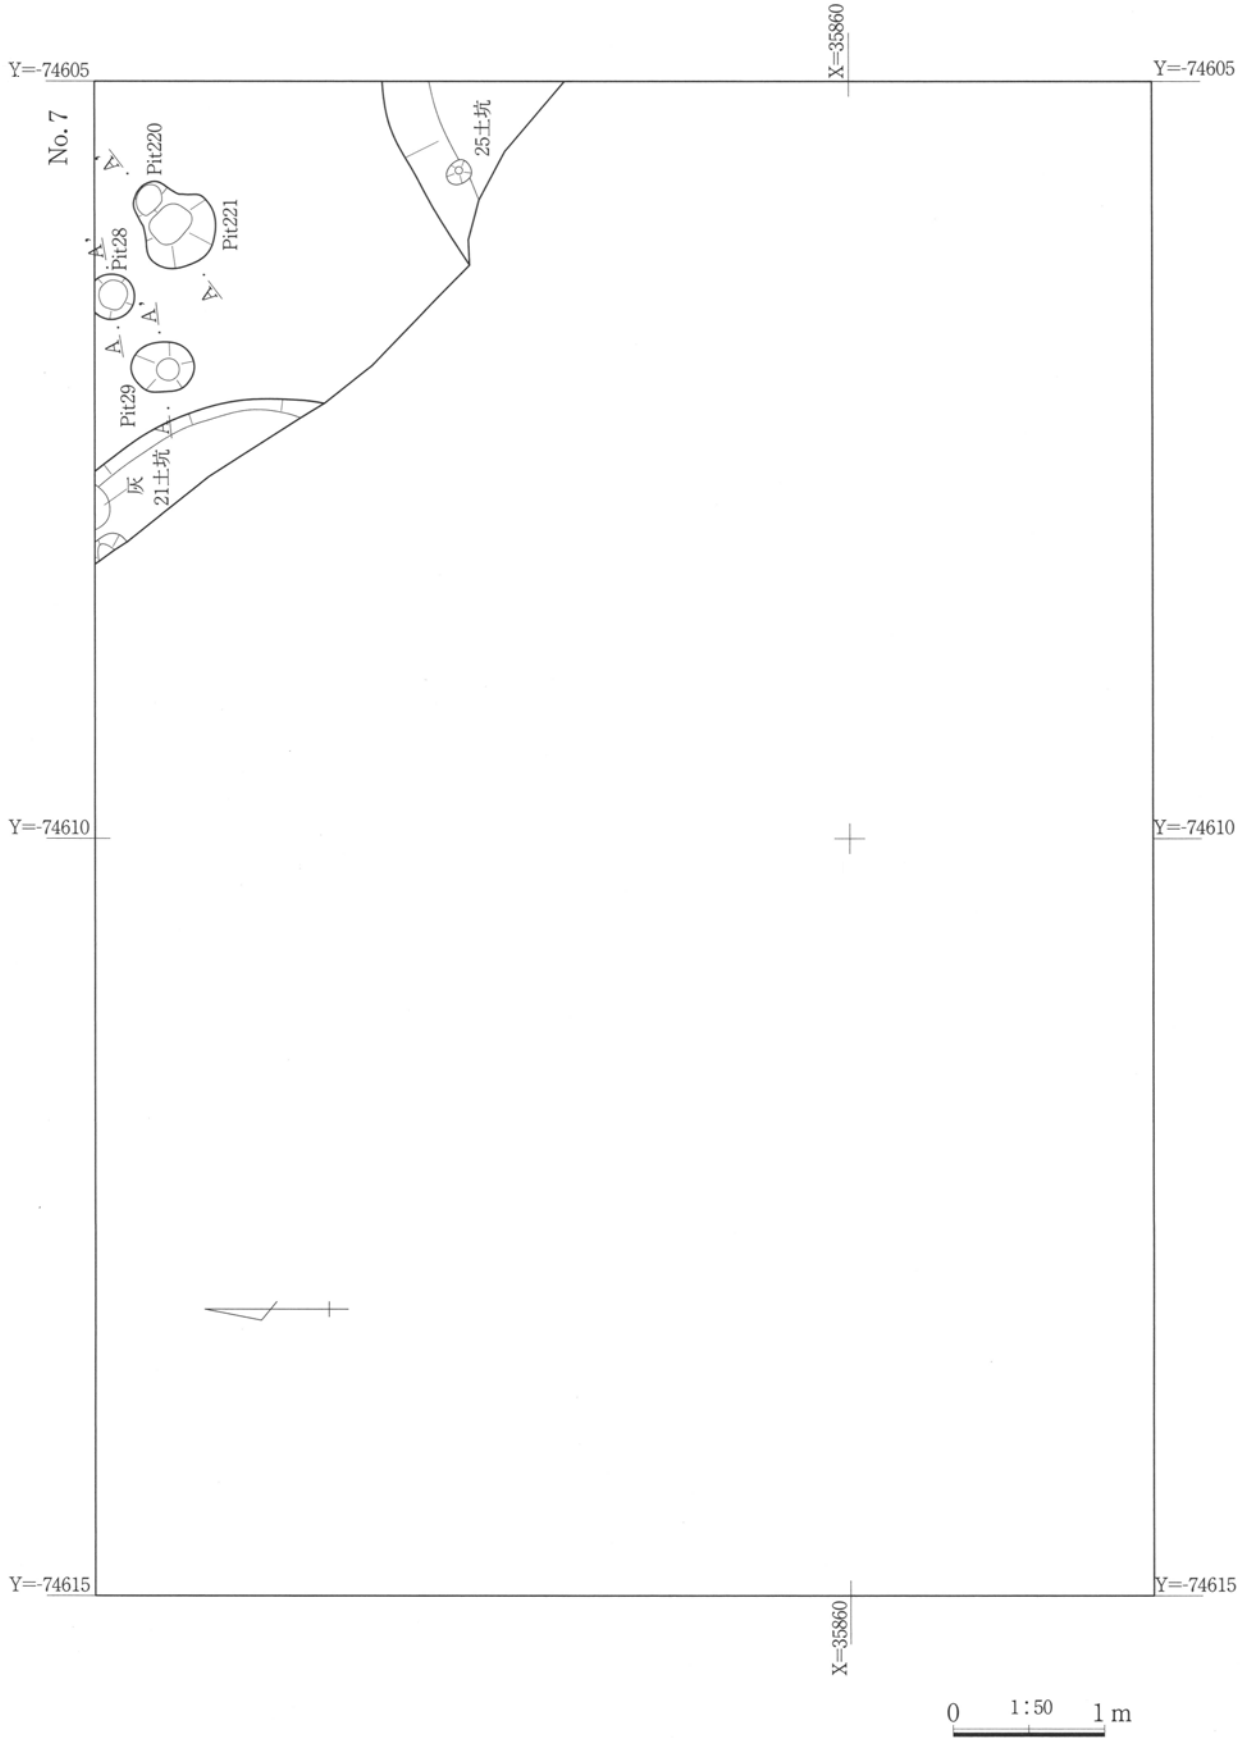 X=35860
Y=-74605
Y=-74605
No. 7
A'
Pit220
25土坑
Pit221
A'
Pit28
A
A'
A
Pit29
A
灰
21土坑
Y=-74610
Y=-74610
Y=-74615
Y=-74615
X=35860
0 1:50 1 m